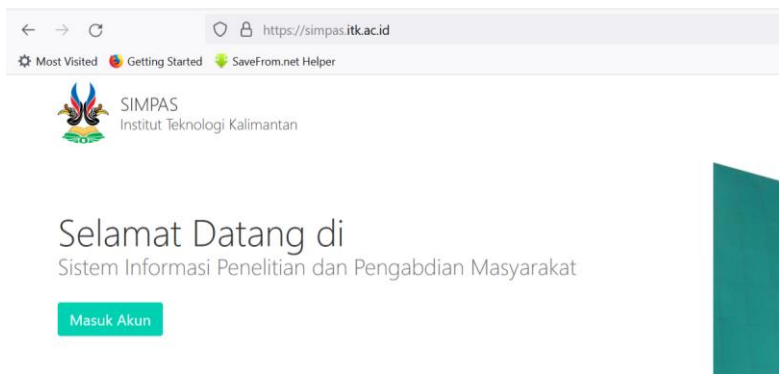 https://simpas.itk.ac.id
Most Visited Getting Started SaveFrom.net Helper
SIMPAS
Institut Teknologi Kalimantan
Selamat Datang di
Sistem Informasi Penelitian dan Pengabdian Masyarakat
Masuk Akun